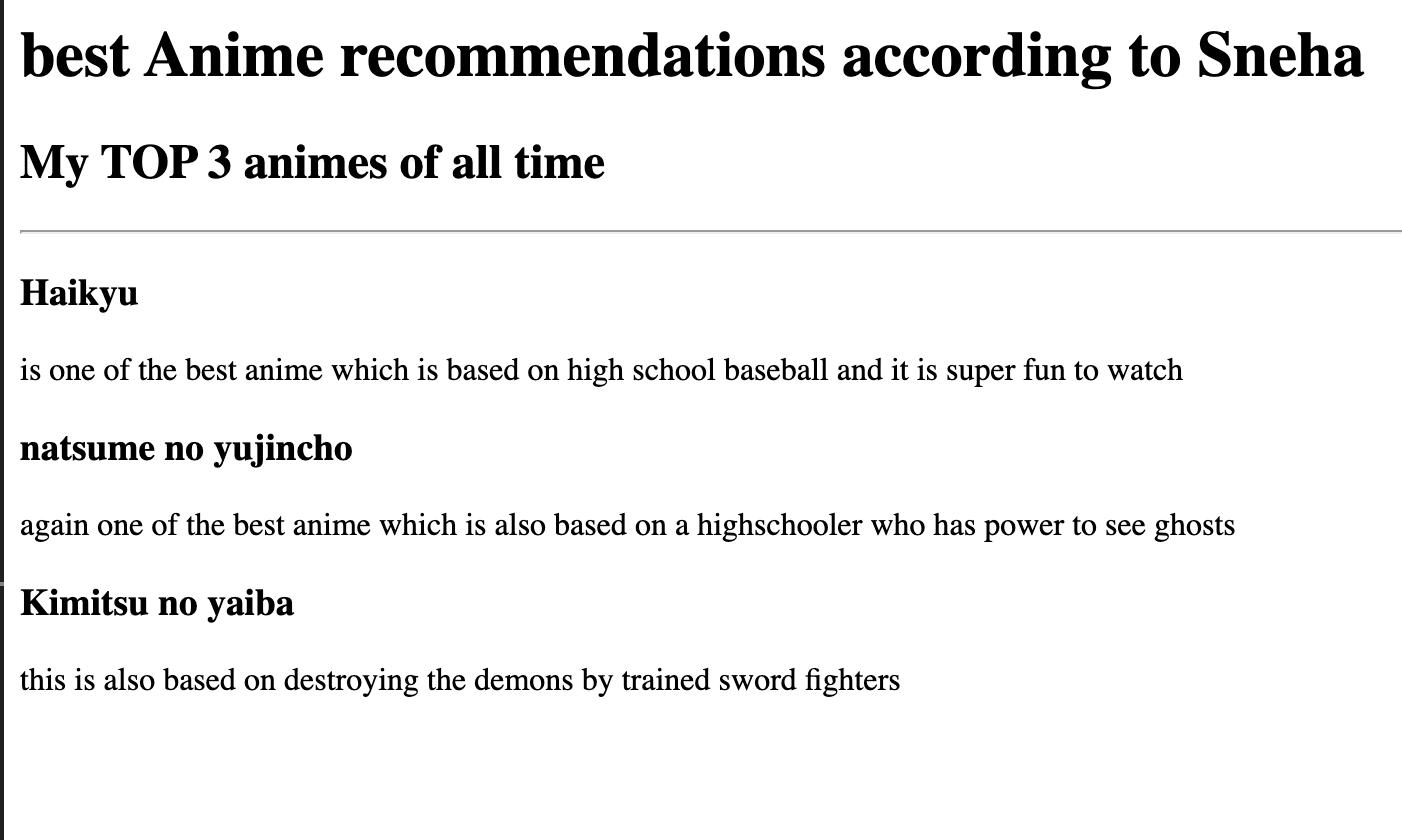 best Anime recommendations according to Sneha
My TOP 3 animes of all time
Haikyu
is one of the best anime which is based on high school baseball and it is super fun to watch
natsume no yujincho
again one of the best anime which is also based on a highschooler who has power to see ghosts
Kimitsu no yaiba
this is also based on destroying the demons by trained sword fighters